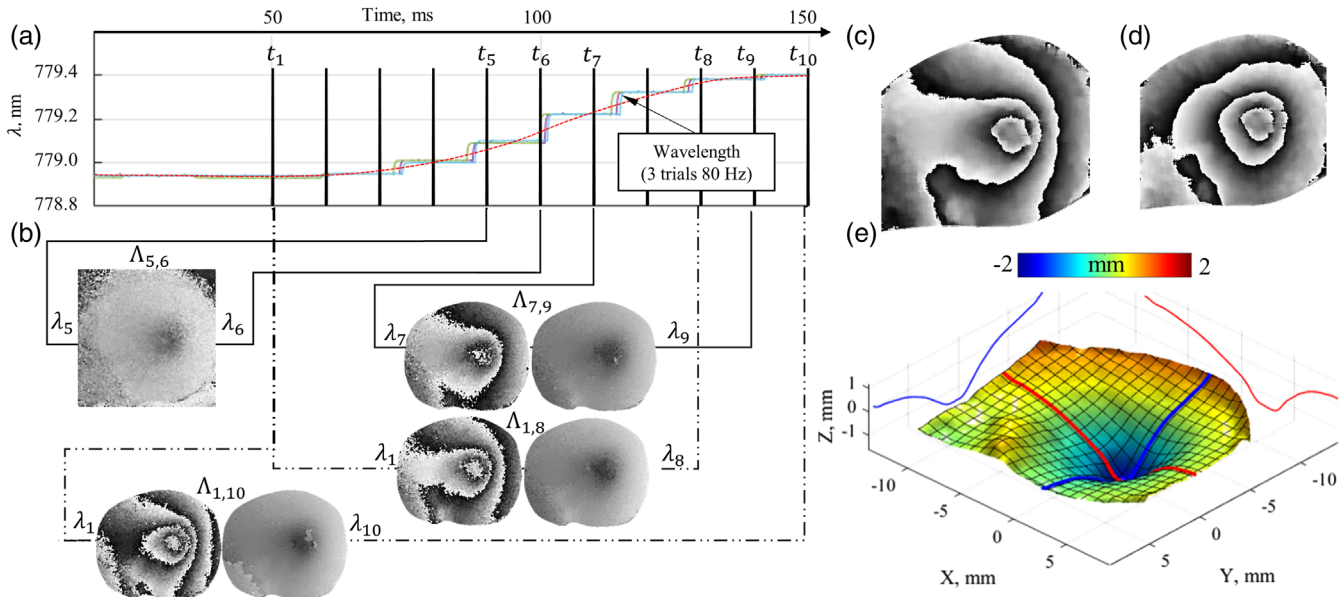 50 Time, ms 100 150
(a)
t₁ t₅ t₆ t₇ t₈ t₉ t₁₀
λ, nm
779.4
779.2
779.0
778.8
Wavelength
(3 trials 80 Hz)
(b)
Λ₅,₆
λ₅ λ₆
Λ₇,₉
λ₇ λ₉
Λ₁,₈
λ₁ λ₈
Λ₁,₁₀
λ₁ λ₁₀
(c) (d)
(e)
-2 mm 2
Z, mm
1
0
-1
-10 -5 0 5
X, mm
5 0 -5 -10
Y, mm